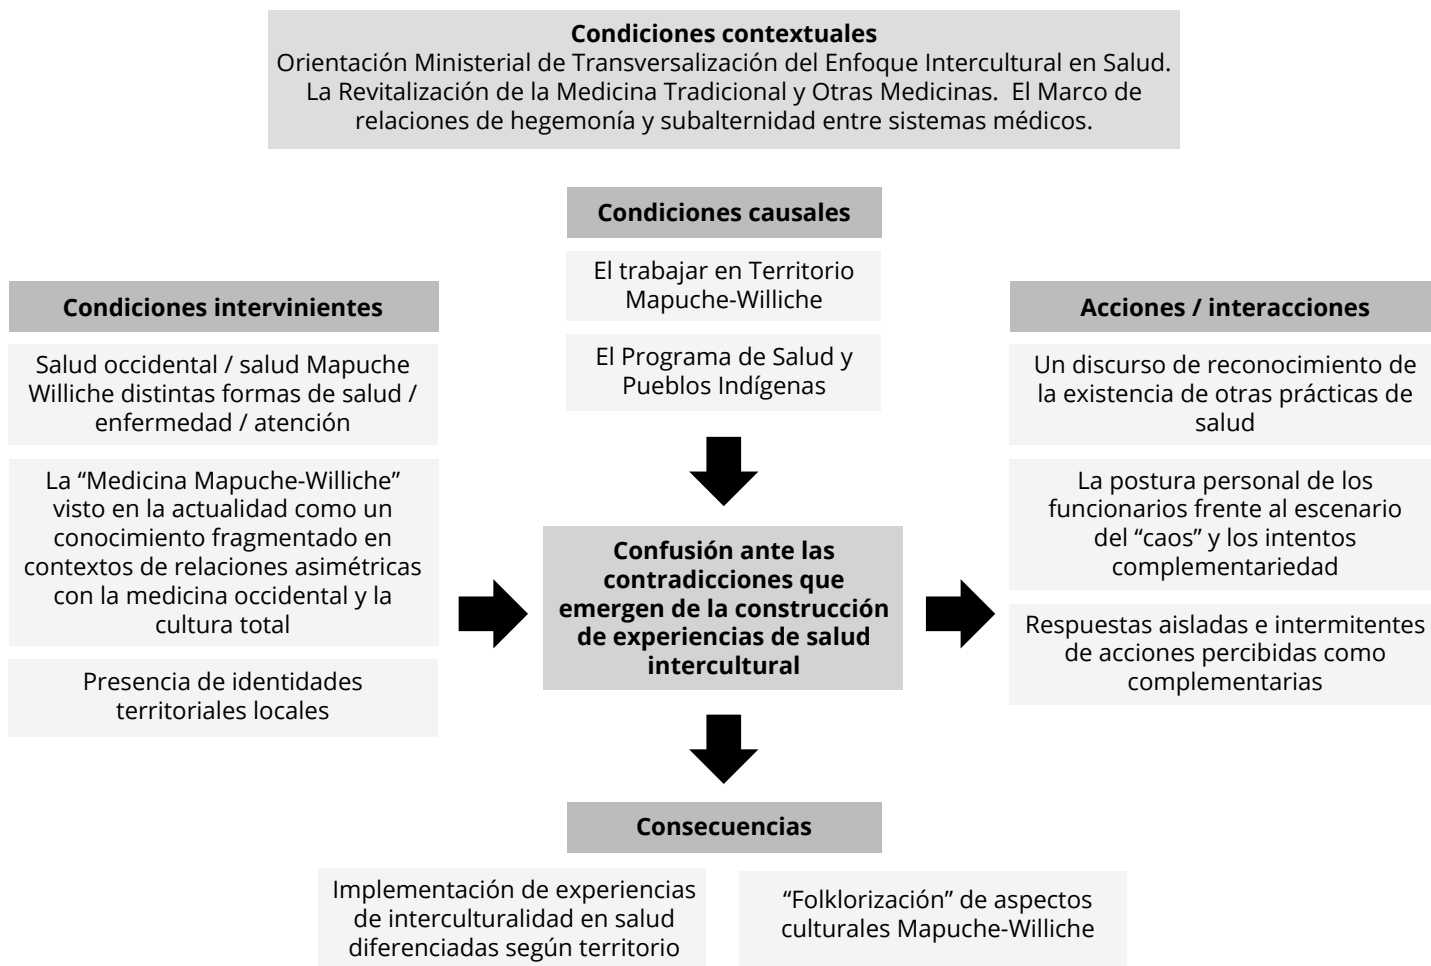 Condiciones contextuales
Orientación Ministerial de Transversalización del Enfoque Intercultural en Salud.
La Revitalización de la Medicina Tradicional y Otras Medicinas. El Marco de
relaciones de hegemonía y subalternidad entre sistemas médicos.
Condiciones causales
El trabajar en Territorio
Mapuche-Williche
El Programa de Salud y
Pueblos Indígenas
Condiciones intervinientes
Salud occidental / salud Mapuche
Williche distintas formas de salud /
enfermedad / atención
La “Medicina Mapuche-Williche”
visto en la actualidad como un
conocimiento fragmentado en
contextos de relaciones asimétricas
con la medicina occidental y la
cultura total
Presencia de identidades
territoriales locales
Confusión ante las
contradicciones que
emergen de la construcción
de experiencias de salud
intercultural
Acciones / interacciones
Un discurso de reconocimiento de
la existencia de otras prácticas de
salud
La postura personal de los
funcionarios frente al escenario
del “caos” y los intentos
complementariedad
Respuestas aisladas e intermitentes
de acciones percibidas como
complementarias
Consecuencias
Implementación de experiencias
de interculturalidad en salud
diferenciadas según territorio
“Folklorización” de aspectos
culturales Mapuche-Williche